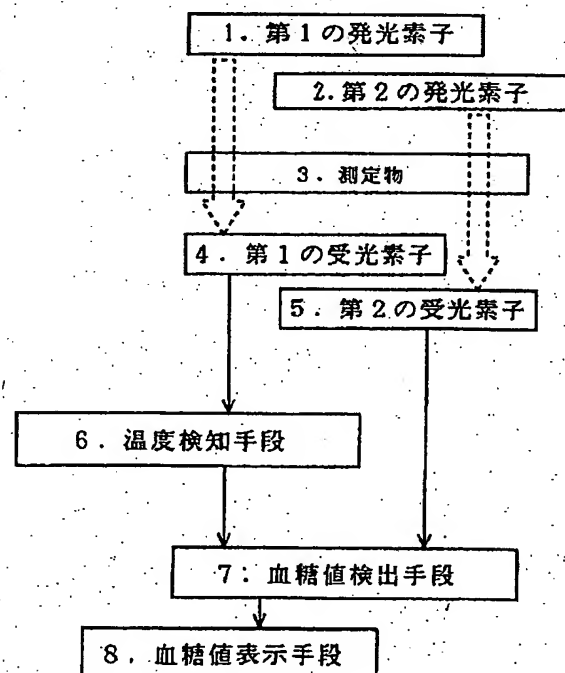 1. 第1の発光素子
2. 第2の発光素子
3. 測定物
4. 第1の受光素子
5. 第2の受光素子
6. 温度検知手段
7: 血糖値検出手段
8. 血糖値表示手段